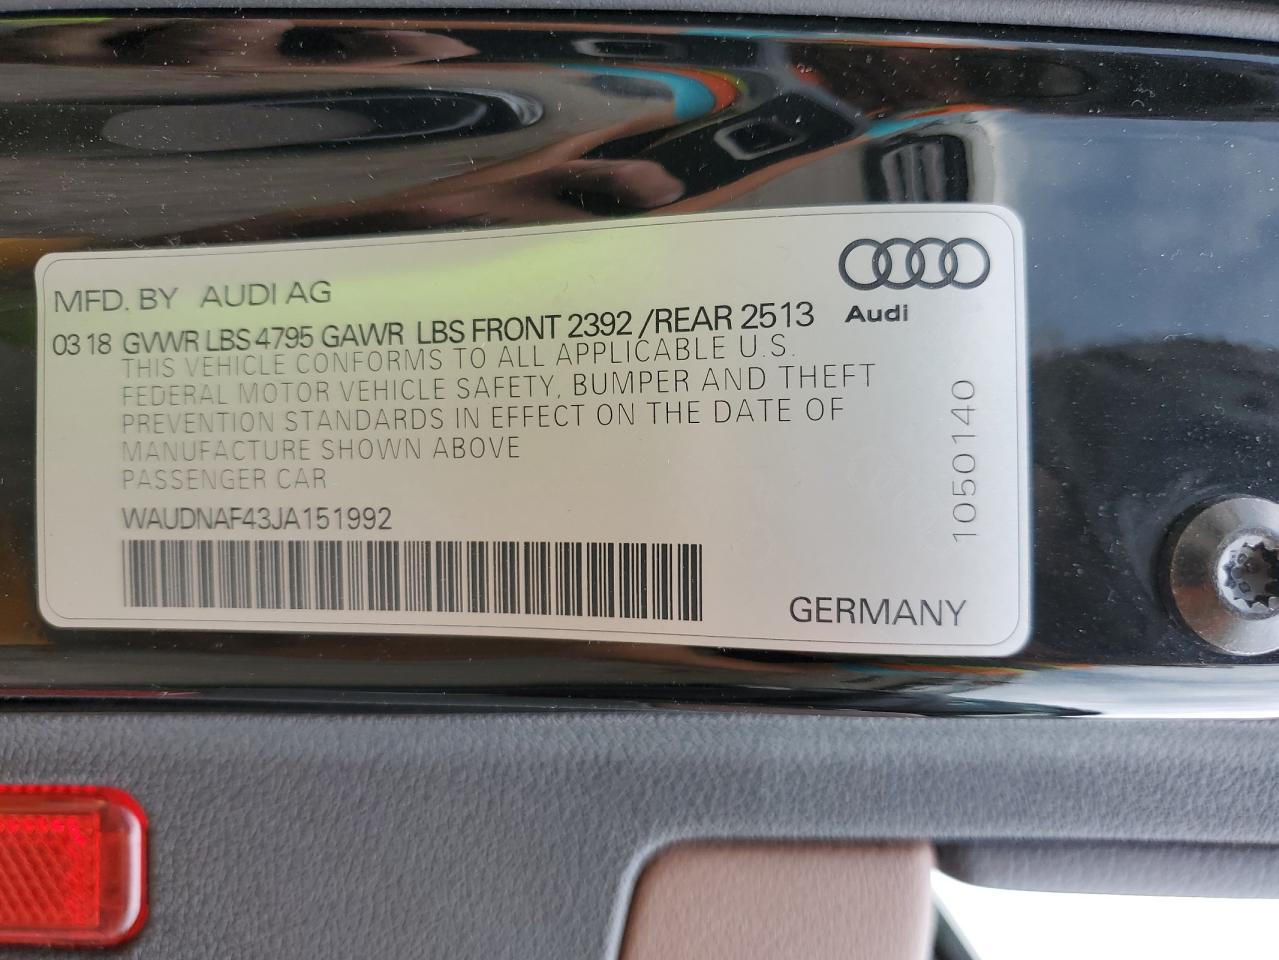 MFD. BY AUDI AG
Audi
03 18 GVWR LBS 4795 GAWR LBS FRONT 2392 /REAR 2513
THIS VEHICLE CONFORMS TO ALL APPLICABLE U.S.
FEDERAL MOTOR VEHICLE SAFETY, BUMPER AND THEFT
PREVENTION STANDARDS IN EFFECT ON THE DATE OF
MANUFACTURE SHOWN ABOVE
PASSENGER CAR
WAUDNAF43JA151992
GERMANY
1050140